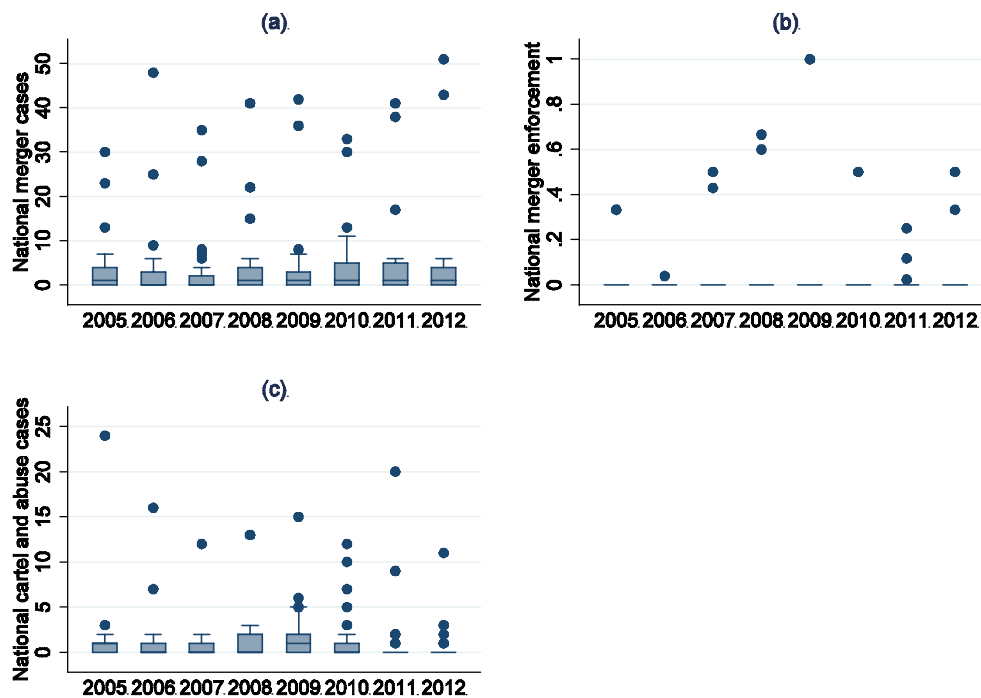 (a).
National merger cases
50
40
30
20
10
0
2005. 2006. 2007. 2008. 2009. 2010. 2011. 2012.
(b).
National merger enforcement
1
.8
.6
.4
.2
0
2005. 2006. 2007. 2008. 2009. 2010. 2011. 2012.
(c).
National cartel and abuse cases
25
20
15
10
5
0
2005. 2006. 2007. 2008. 2009. 2010. 2011. 2012.